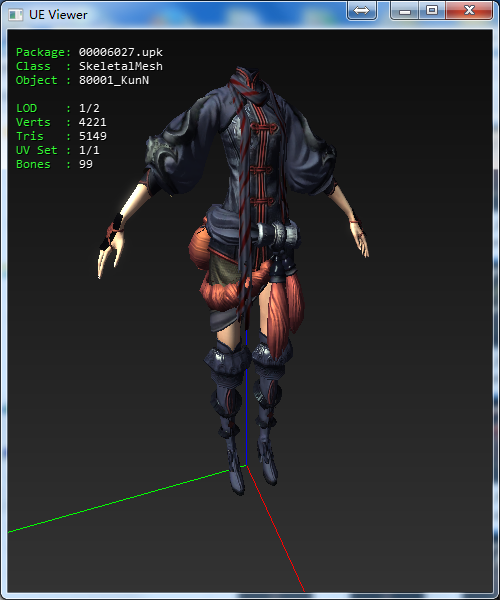 UE Viewer
Package: 00006027.upk
Class : SkeletalMesh
Object : 80001_KunN
LOD : 1/2
Verts : 4221
Tris : 5149
UV Set : 1/1
Bones : 99